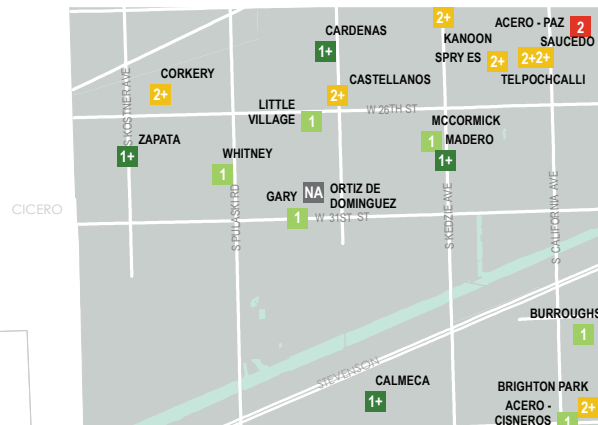 ACERO - PAZ
2
2+
CARDENAS
1+
KANOON
SAUCEDO
SPRY ES
2+
2+2+
TELPOCHCALLI
CORKERY
2+
CASTELLANOS
2+
S KOSTNER AVE
LITTLE
VILLAGE
1
W 26TH ST
MCCORMICK
1
MADERO
1+
ZAPATA
1+
WHITNEY
1
GARY
1
NA
ORTIZ DE
DOMINGUEZ
W 31ST ST
CICERO
S PULASKI RD
S KEDZIE AVE
S CALIFORNIA AVE
BURROUGHS
1
STEVENSON
CALMECA
1+
BRIGHTON PARK
2+
ACERO -
CISNEROS
1